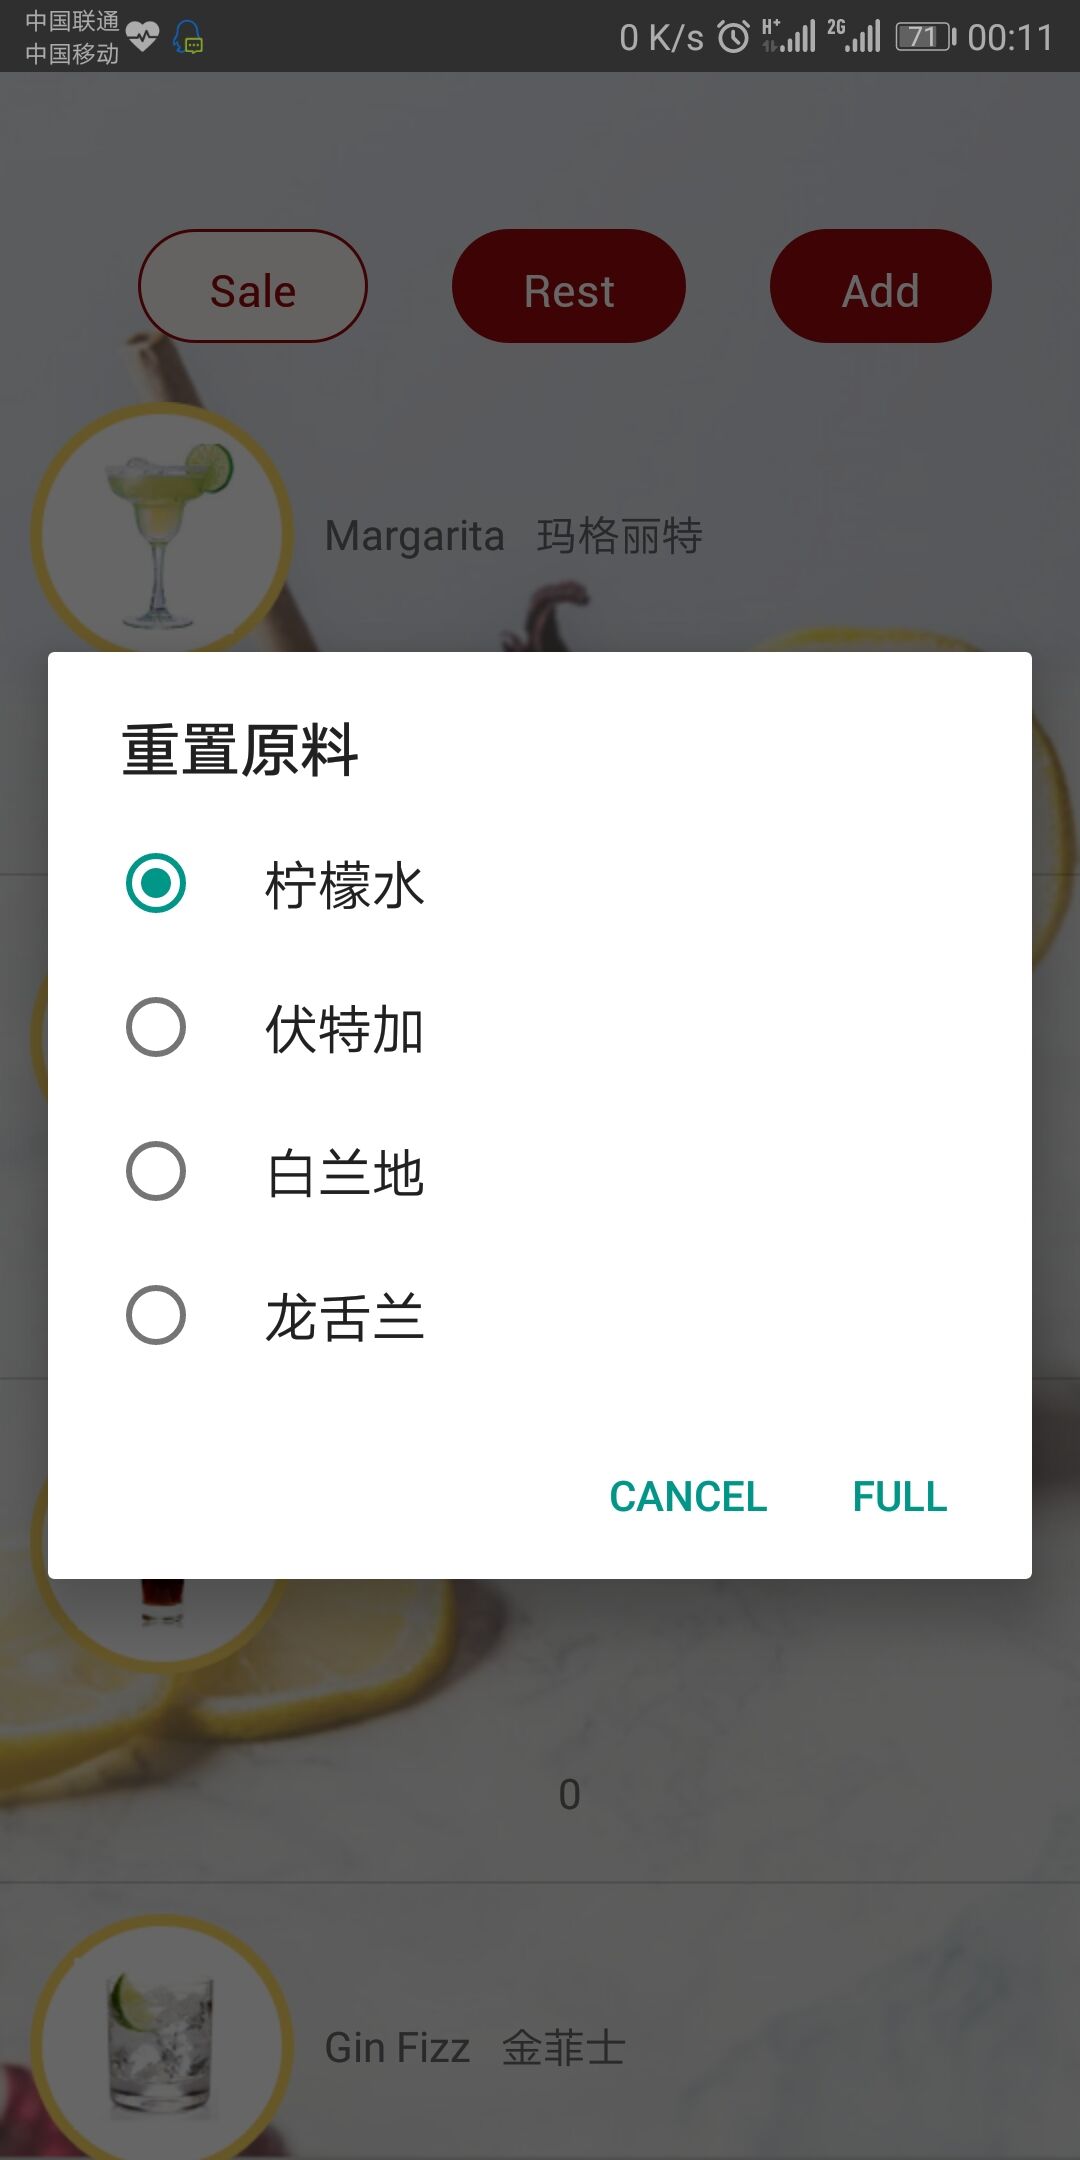 中国联通
中国移动
0 K/s H+ 2G 71 00:11
Sale Rest Add
Margarita 玛格丽特
重置原料
柠檬水
伏特加
白兰地
龙舌兰
CANCEL FULL
0
Gin Fizz 金菲士